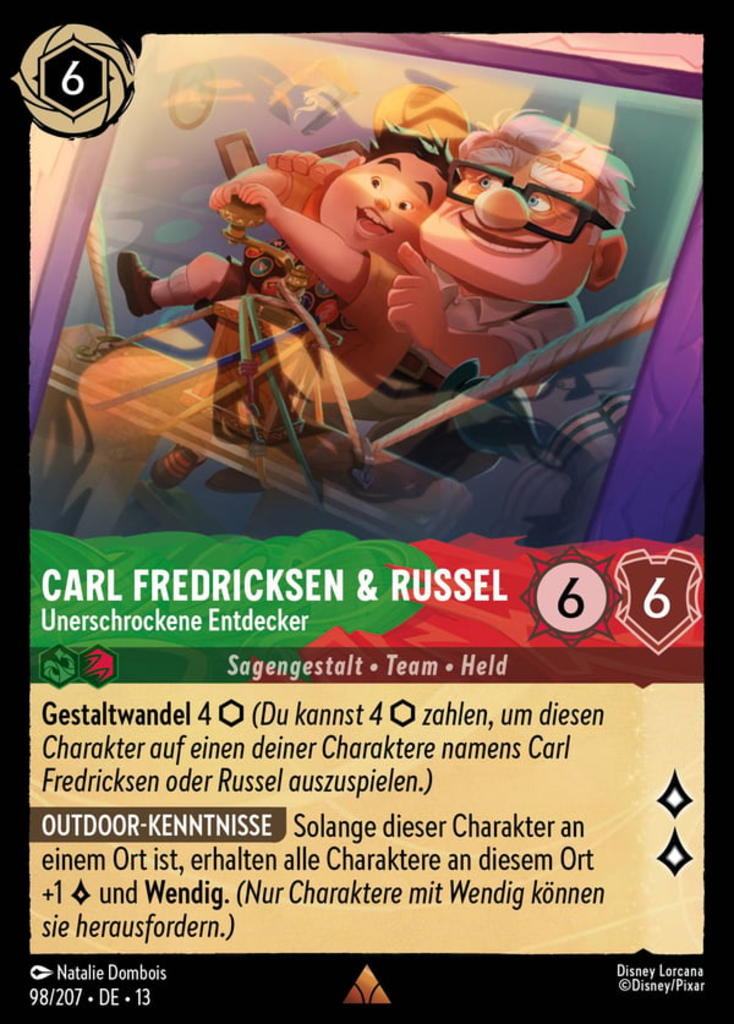 6
CARL FREDRICKSEN & RUSSEL
Unerschrockene Entdecker
6
6
Sagengestalt • Team • Held
Gestaltwandel 4 ⬡ (Du kannst 4 ⬡ zahlen, um diesen
Charakter auf einen deiner Charaktere namens Carl
Fredricksen oder Russel auszuspielen.)
OUTDOOR-KENNTNISSE Solange dieser Charakter an
einem Ort ist, erhalten alle Charaktere an diesem Ort
+1 ◊ und Wendig. (Nur Charaktere mit Wendig können
sie herausfordern.)
Natalie Dombois
98/207 • DE • 13
Disney Lorcana
©Disney/Pixar